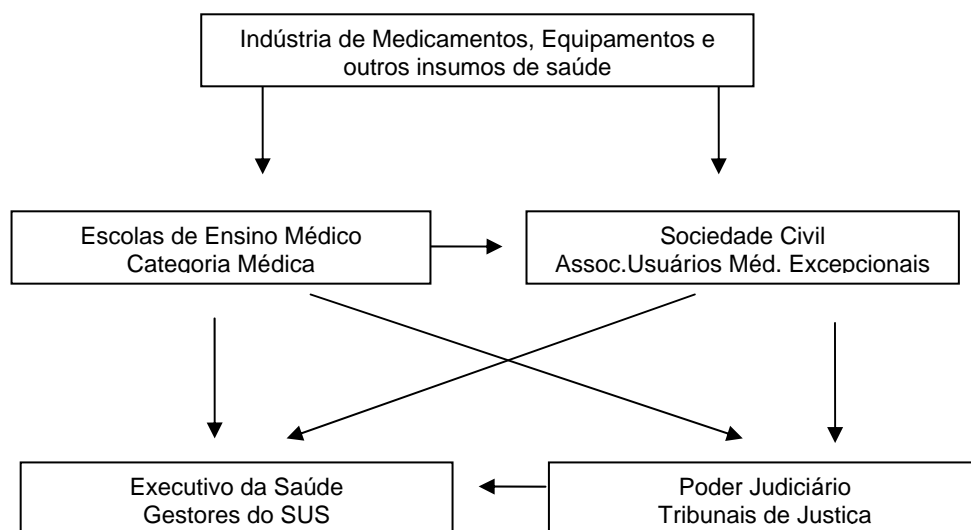 Indústria de Medicamentos, Equipamentos e
outros insumos de saúde
Escolas de Ensino Médico
Categoria Médica
Sociedade Civil
Assoc.Usuários Méd. Excepcionais
Executivo da Saúde
Gestores do SUS
Poder Judiciário
Tribunais de Justiça